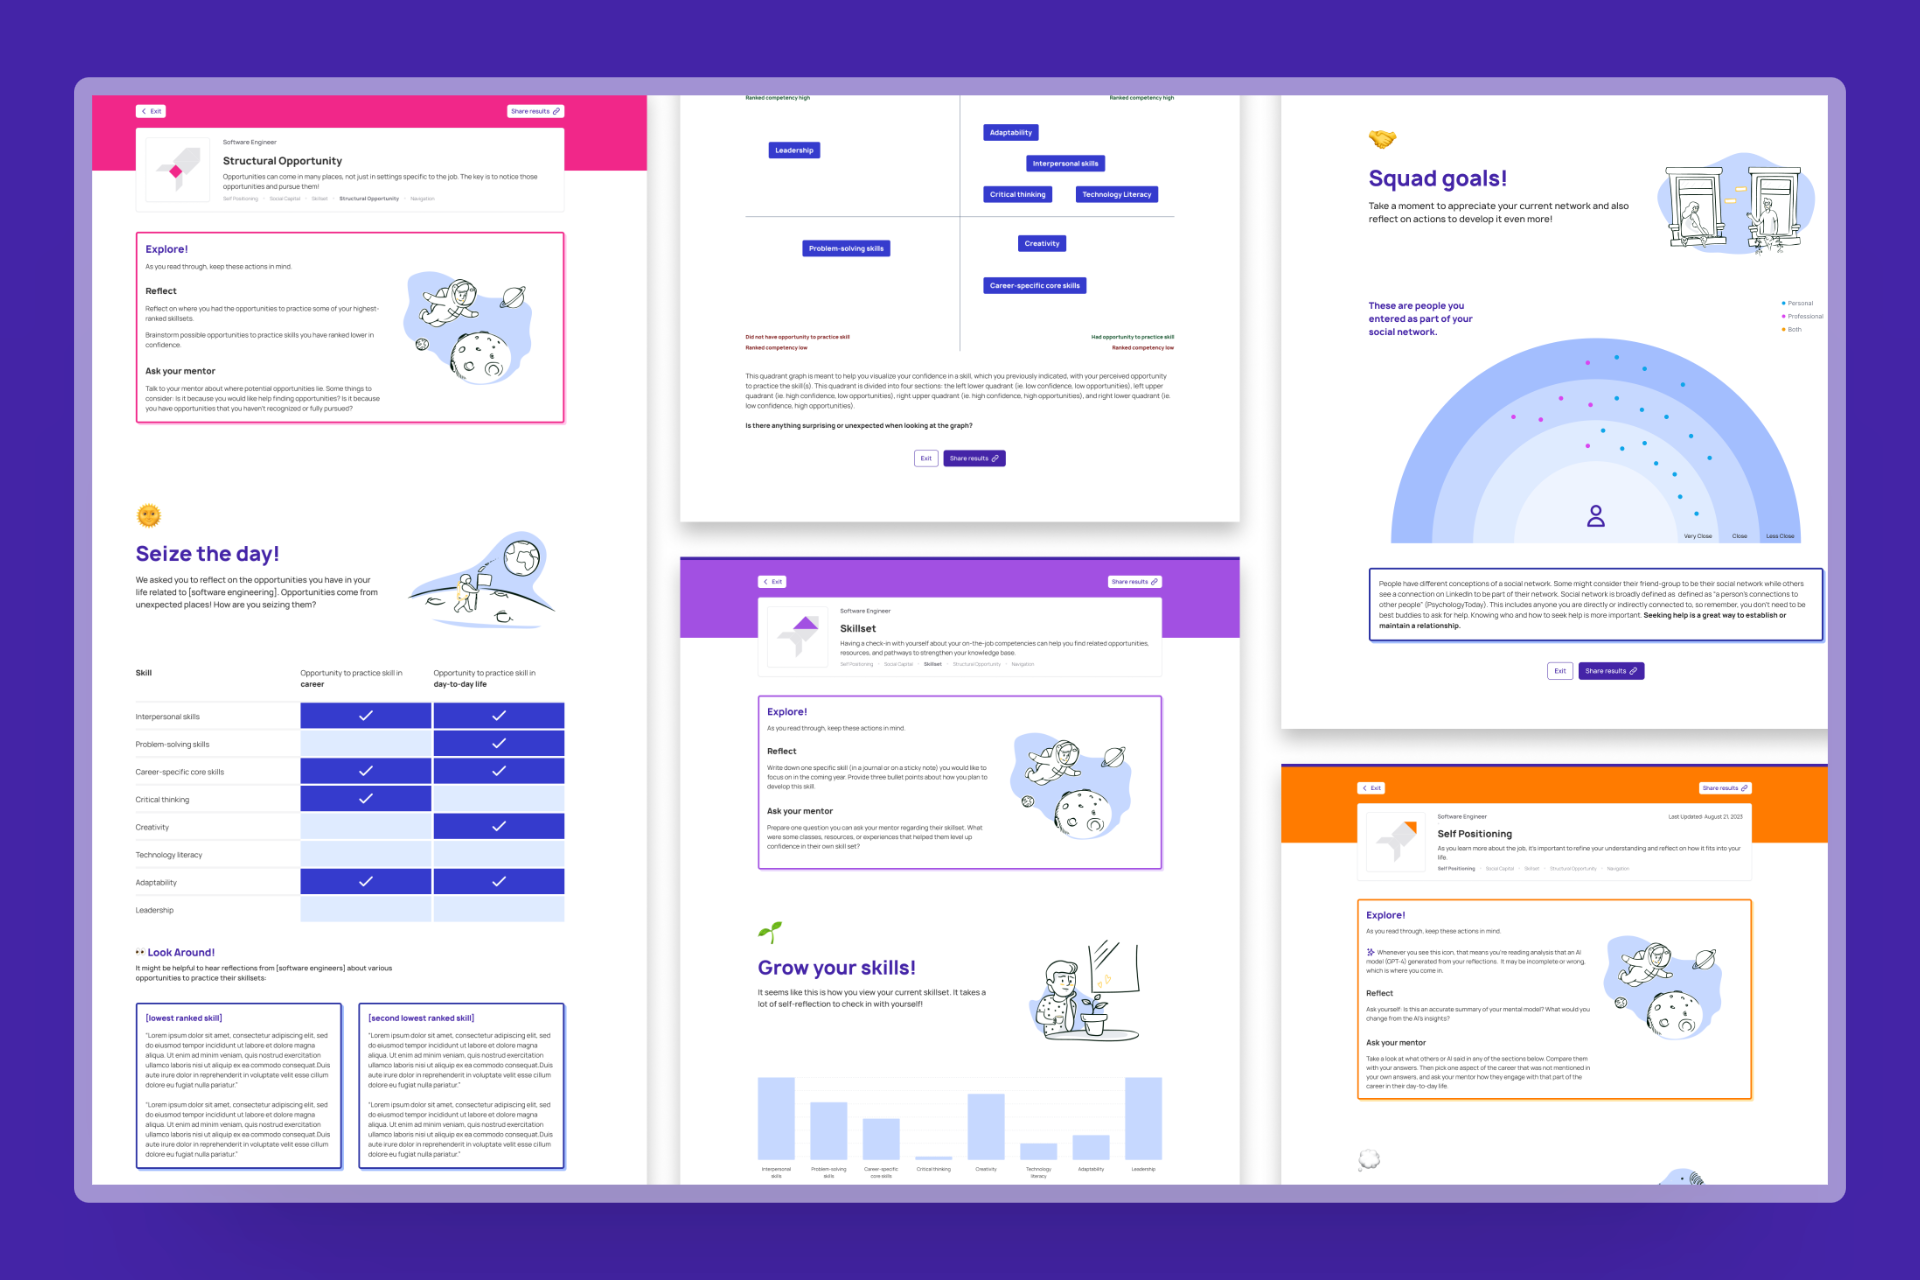 Exit
Share results
Software Engineer
Structural Opportunity
Opportunities can come in many places, not just in settings specific to the job. The key is to notice those
opportunities and pursue them!
Self Positioning · Social Capital · Skillset · Structural Opportunity · Navigation
Explore!
As you read through, keep these actions in mind.
Reflect
Reflect on where you had the opportunities to practice some of your highest-
ranked skillsets.
Brainstorm possible opportunities to practice skills you have ranked lower in
confidence.
Ask your mentor
Talk to your mentor about where potential opportunities lie. Some things to
consider: Is it because you would like help finding opportunities? Is it because
you have opportunities that you haven't recognized or fully pursued?
Seize the day!
We asked you to reflect on the opportunities you have in your
life related to [software engineering]. Opportunities come from
unexpected places! How are you seizing them?
Skill
Opportunity to practice skill in
career
Opportunity to practice skill in
day-to-day life
Interpersonal skills
Problem-solving skills
Career-specific core skills
Critical thinking
Creativity
Technology literacy
Adaptability
Leadership
Look Around!
It might be helpful to hear reflections from [software engineers] about various
opportunities to practice their skillsets:
[lowest ranked skill]
"Lorem ipsum dolor sit amet, consectetur adipiscing elit, sed
do eiusmod tempor incididunt ut labore et dolore magna
aliqua. Ut enim ad minim veniam, quis nostrud exercitation
ullamco laboris nisi ut aliquip ex ea commodo consequat.Duis
aute irure dolor in reprehenderit in voluptate velit esse cillum
dolore eu fugiat nulla pariatur."
"Lorem ipsum dolor sit amet, consectetur adipiscing elit, sed
do eiusmod tempor incididunt ut labore et dolore magna
aliqua. Ut enim ad minim veniam, quis nostrud exercitation
ullamco laboris nisi ut aliquip ex ea commodo consequat.Duis
aute irure dolor in reprehenderit in voluptate velit esse cillum
dolore eu fugiat nulla pariatur."
[second lowest ranked skill]
"Lorem ipsum dolor sit amet, consectetur adipiscing elit, sed
do eiusmod tempor incididunt ut labore et dolore magna
aliqua. Ut enim ad minim veniam, quis nostrud exercitation
ullamco laboris nisi ut aliquip ex ea commodo consequat.Duis
aute irure dolor in reprehenderit in voluptate velit esse cillum
dolore eu fugiat nulla pariatur."
"Lorem ipsum dolor sit amet, consectetur adipiscing elit, sed
do eiusmod tempor incididunt ut labore et dolore magna
aliqua. Ut enim ad minim veniam, quis nostrud exercitation
ullamco laboris nisi ut aliquip ex ea commodo consequat.Duis
aute irure dolor in reprehenderit in voluptate velit esse cillum
dolore eu fugiat nulla pariatur."
Ranked competency high
Ranked competency high
Adaptability
Leadership
Interpersonal skills
Critical thinking
Technology Literacy
Creativity
Problem-solving skills
Career-specific core skills
Did not have opportunity to practice skill
Ranked competency low
Had opportunity to practice skill
Ranked competency low
This quadrant graph is meant to help you visualize your confidence in a skill, which you previously indicated, with your perceived opportunity
to practice the skill(s). This quadrant is divided into four sections: the left lower quadrant (ie. low confidence, low opportunities), left upper
quadrant (ie. high confidence, low opportunities), right upper quadrant (ie. high confidence, high opportunities), and right lower quadrant (ie.
low confidence, high opportunities).
Is there anything surprising or unexpected when looking at the graph?
Exit
Share results
Exit
Share results
Software Engineer
Skillset
Having a check-in with yourself about your on-the-job competencies can help you find related opportunities,
resources, and pathways to strengthen your knowledge base.
Self Positioning · Social Capital · Skillset · Structural Opportunity · Navigation
Explore!
As you read through, keep these actions in mind.
Reflect
Write down one specific skill (in a journal or on a sticky note) you would like to
focus on in the coming year. Provide three bullet points about how you plan to
develop this skill.
Ask your mentor
Prepare one question you can ask your mentor regarding their skillset. What
were some classes, resources, or experiences that helped them level up
confidence in their own skill set?
Grow your skills!
It seems like this is how you view your current skillset. It takes a
lot of self-reflection to check in with yourself!
Interpersonal
skills
Problem-solving
skills
Career-specific
core skills
Critical thinking
Creativity
Technology
literacy
Adaptability
Leadership
Squad goals!
Take a moment to appreciate your current network and also
reflect on actions to develop it even more!
These are people you
entered as part of your
social network.
Personal
Professional
Both
Very Close
Close
Less Close
People have different conceptions of a social network. Some might consider their friend-group to be their social network while others
see a connection on LinkedIn to be part of their network. Social network is broadly defined as defined as "a person's connections to
other people" (PsychologyToday). This includes anyone you are directly or indirectly connected to, so remember, you don't need to be
best buddies to ask for help. Knowing who and how to seek help is more important. Seeking help is a great way to establish or
maintain a relationship.
Exit
Share results
Exit
Share results
Software Engineer
Last Updated: August 21, 2023
Self Positioning
As you learn more about the job, it's important to refine your understanding and reflect on how it fits into your
life.
Self Positioning · Social Capital · Skillset · Structural Opportunity · Navigation
Explore!
As you read through, keep these actions in mind.
Whenever you see this icon, that means you're reading analysis that an AI
model (GPT-4) generated from your reflections. It may be incomplete or wrong,
which is where you come in.
Reflect
Ask yourself: Is this an accurate summary of your mental model? What would you
change from the AI's insights?
Ask your mentor
Take a look at what others or AI said in any of the sections below. Compare them
with your answers. Then pick one aspect of the career that was not mentioned in
your own answers, and ask your mentor how they engage with that part of the
career in their day-to-day life.